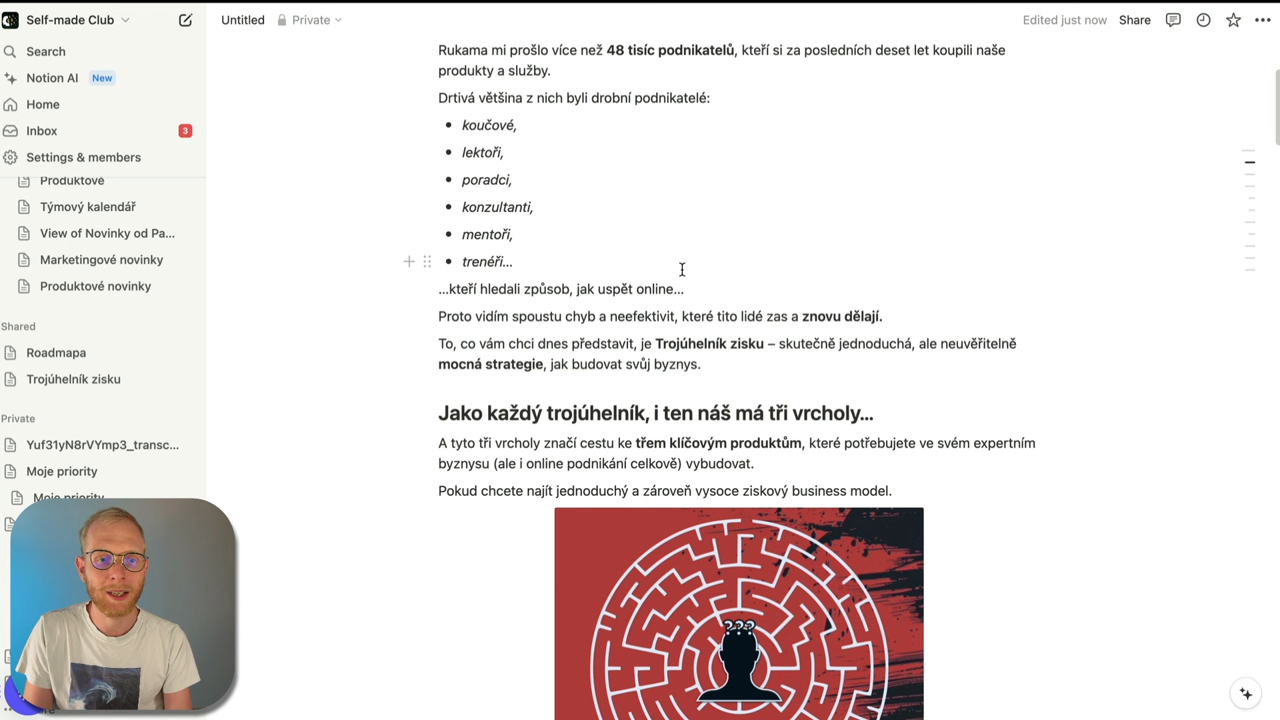 Self-made Club
Search
Notion AI New
Home
Inbox 3
Settings & members
Produktové
Týmový kalendář
View of Novinky od Pa...
Marketingové novinky
Produktové novinky
Shared
Roadmapa
Trojúhelník zisku
Private
Yuf31yN8rVYmp3_transc...
Moje priority
Moje priority
Untitled Private
Edited just now Share
Rukama mi prošlo více než 48 tisíc podnikatelů, kteří si za posledních deset let koupili naše
produkty a služby.
Drtivá většina z nich byli drobní podnikatelé:
• koučové,
• lektoři,
• poradci,
• konzultanti,
• mentoři,
• trenéři...
...kteří hledali způsob, jak uspět online...
Proto vidím spoustu chyb a neefektivit, které tito lidé zas a znovu dělají.
To, co vám chci dnes představit, je Trojúhelník zisku – skutečně jednoduchá, ale neuvěřitelně
mocná strategie, jak budovat svůj byznys.
Jako každý trojúhelník, i ten náš má tři vrcholy...
A tyto tři vrcholy značí cestu ke třem klíčovým produktům, které potřebujete ve svém expertním
byznysu (ale i online podnikání celkově) vybudovat.
Pokud chcete najít jednoduchý a zároveň vysoce ziskový business model.
???